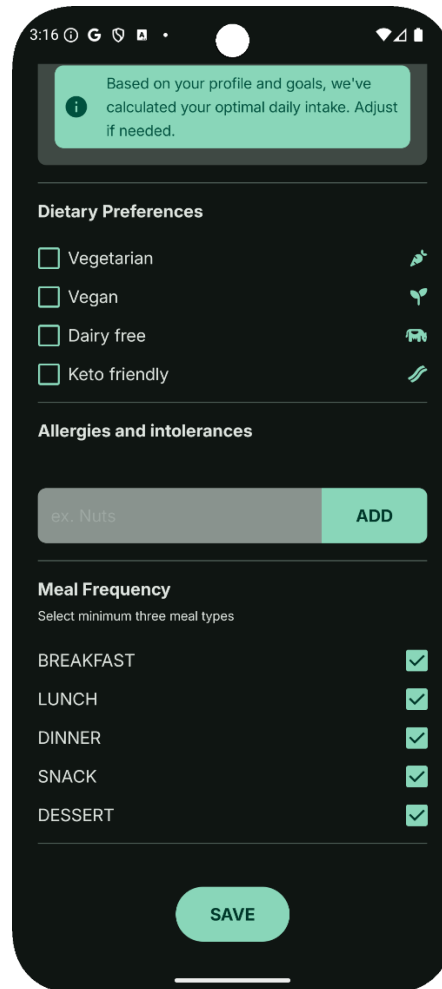 3:16
Based on your profile and goals, we've
calculated your optimal daily intake. Adjust
if needed.
Dietary Preferences
Vegetarian
Vegan
Dairy free
Keto friendly
Allergies and intolerances
ex. Nuts
ADD
Meal Frequency
Select minimum three meal types
BREAKFAST
LUNCH
DINNER
SNACK
DESSERT
SAVE